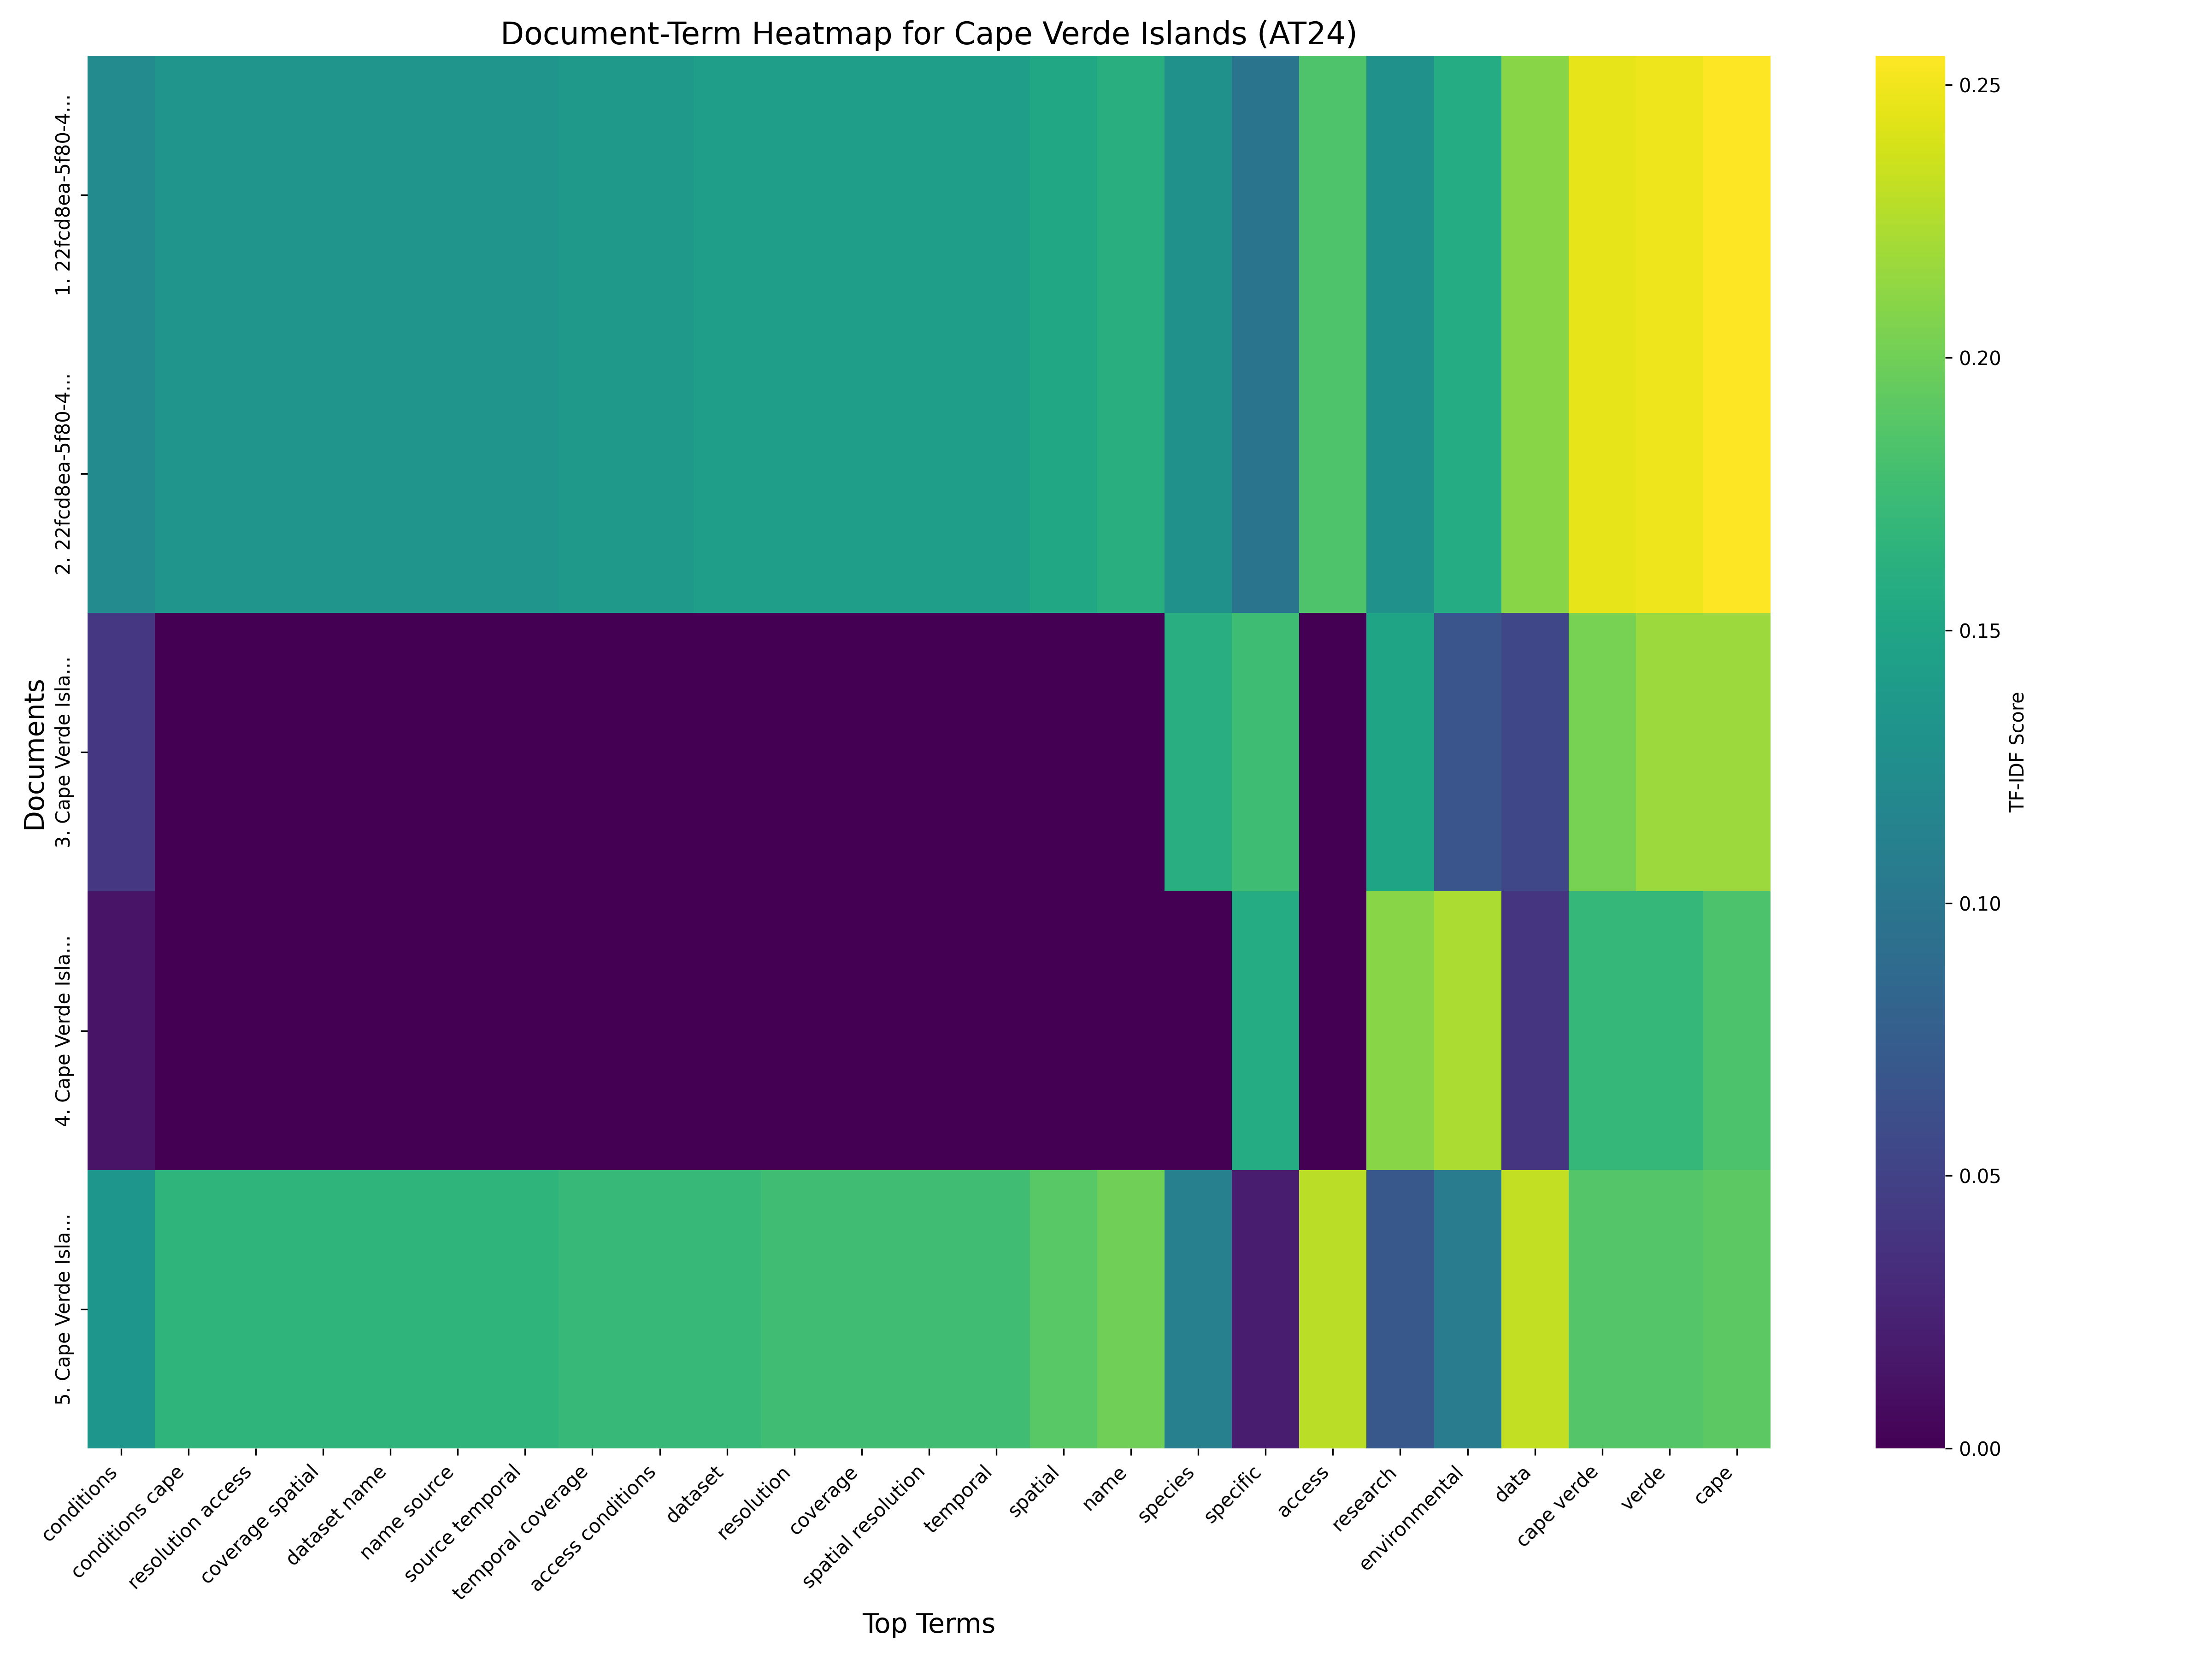 Document-Term Heatmap for Cape Verde Islands (AT24)
Documents
1. 22fcd8ea-5f80-4...
2. 22fcd8ea-5f80-4...
3. Cape Verde Isla...
4. Cape Verde Isla...
5. Cape Verde Isla...
conditions
conditions cape
resolution access
coverage spatial
dataset name
name source
source temporal
temporal coverage
access conditions
dataset
resolution
coverage
spatial resolution
temporal
spatial
name
species
specific
access
research
environmental
data
cape verde
verde
cape
Top Terms
0.25
0.20
0.15
0.10
0.05
0.00
TF-IDF Score